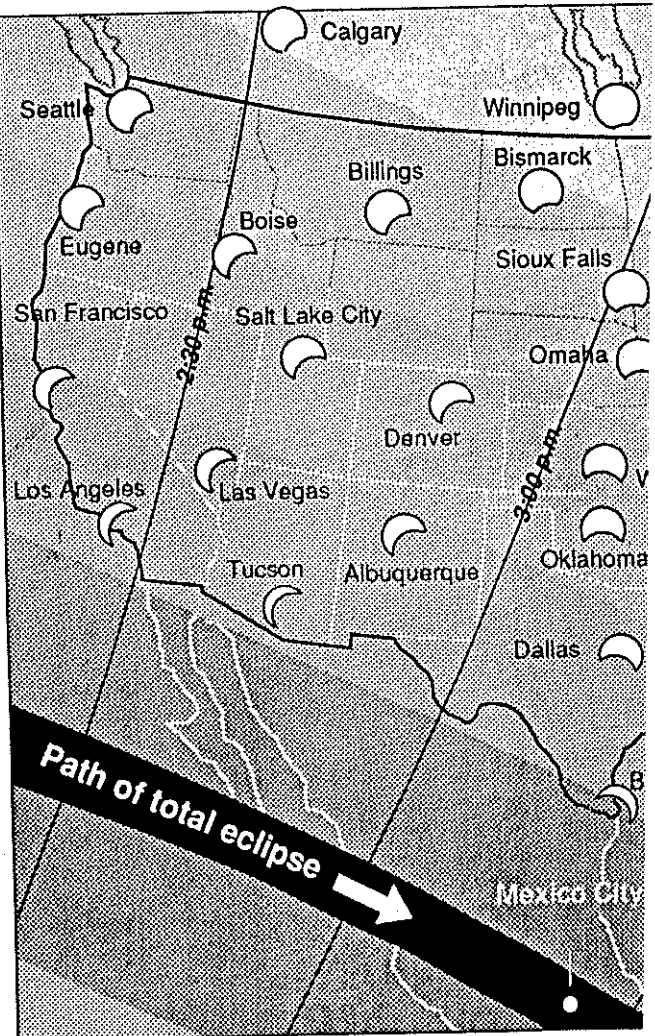 Calgary
Seattle
Winnipeg
Billings
Bismarck
Boise
Eugene
Sioux Falls
San Francisco
Salt Lake City
2:30 p.m.
Omaha
Denver
3:00 p.m.
W
Los Angeles
Las Vegas
Oklahoma
Tucson
Albuquerque
Dallas
Path of total eclipse
B
Mexico City